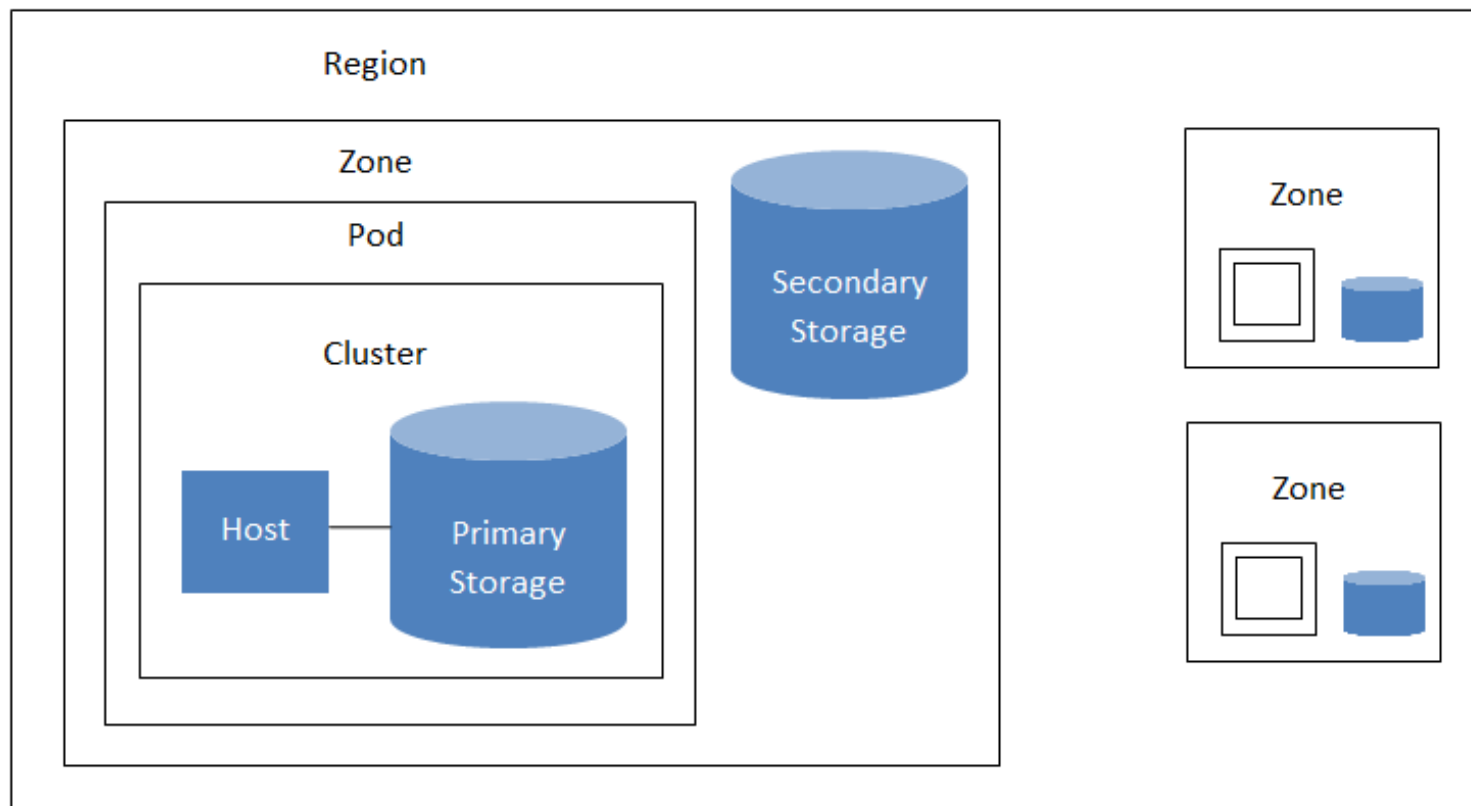 Region
Zone
Pod
Cluster
Host
Primary
Storage
Secondary
Storage
Zone
Zone